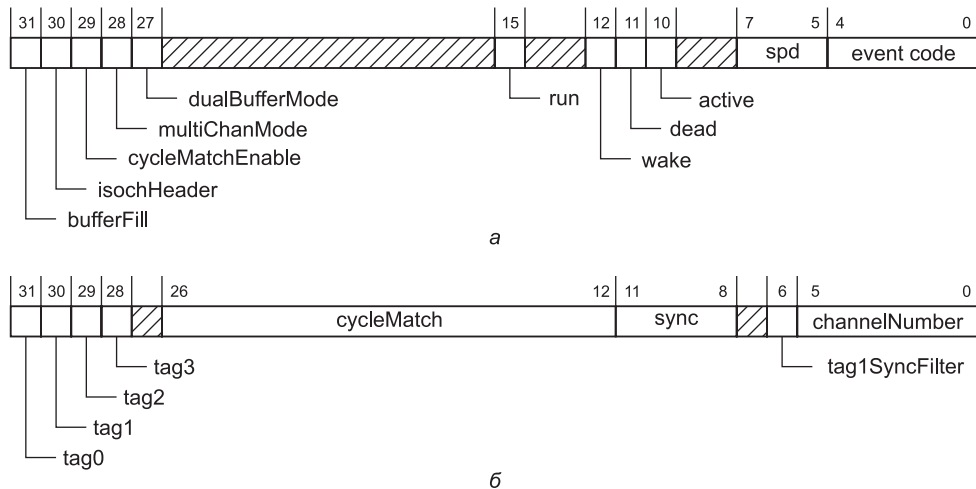 31 30 29 28 27 15 12 11 10 7 5 4 0
spd event code
dualBufferMode run active
multiChanMode dead
cycleMatchEnable wake
isochHeader
bufferFill
а
31 30 29 28 26 12 11 8 6 5 0
cycleMatch sync channelNumber
tag3 tag1SyncFilter
tag2
tag1
tag0
б